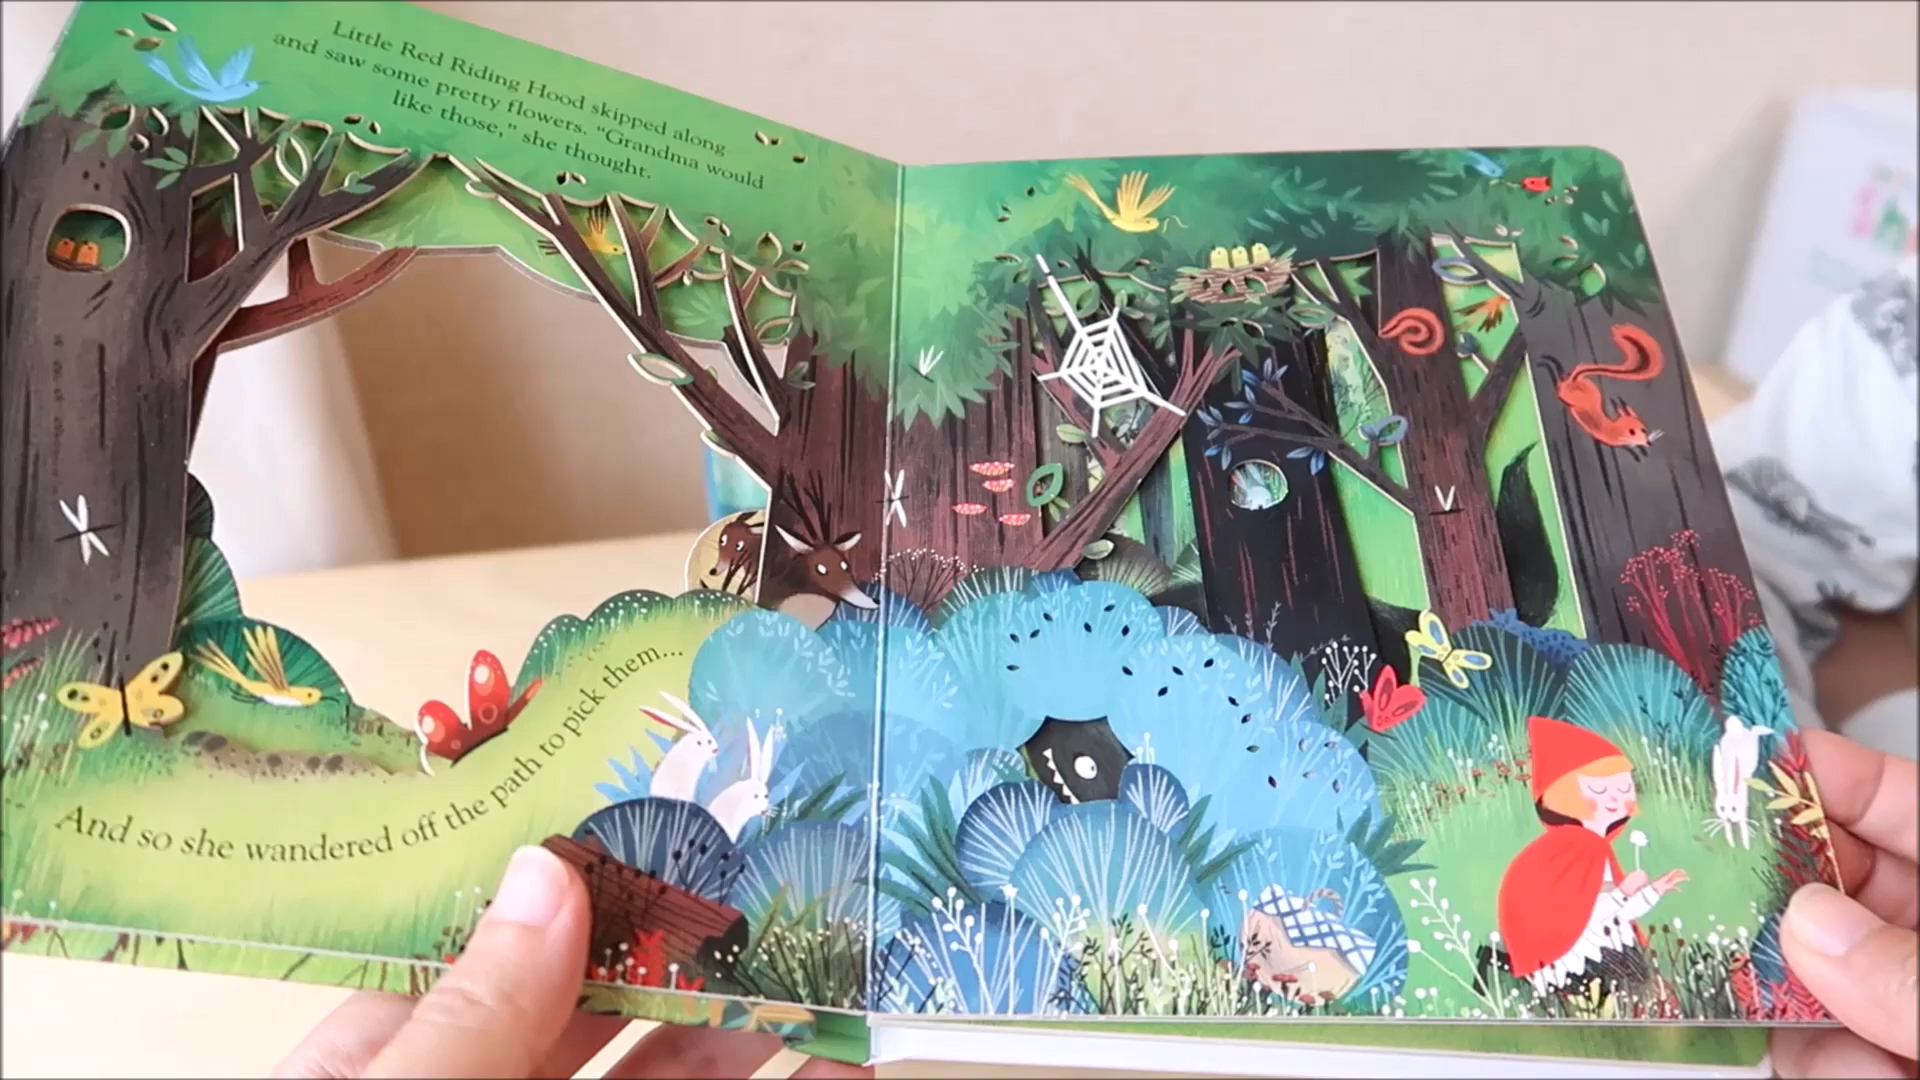 Little Red Riding Hood skipped along
and saw some pretty flowers. “Grandma would
like those,” she thought.
And so she wandered off the path to pick them...